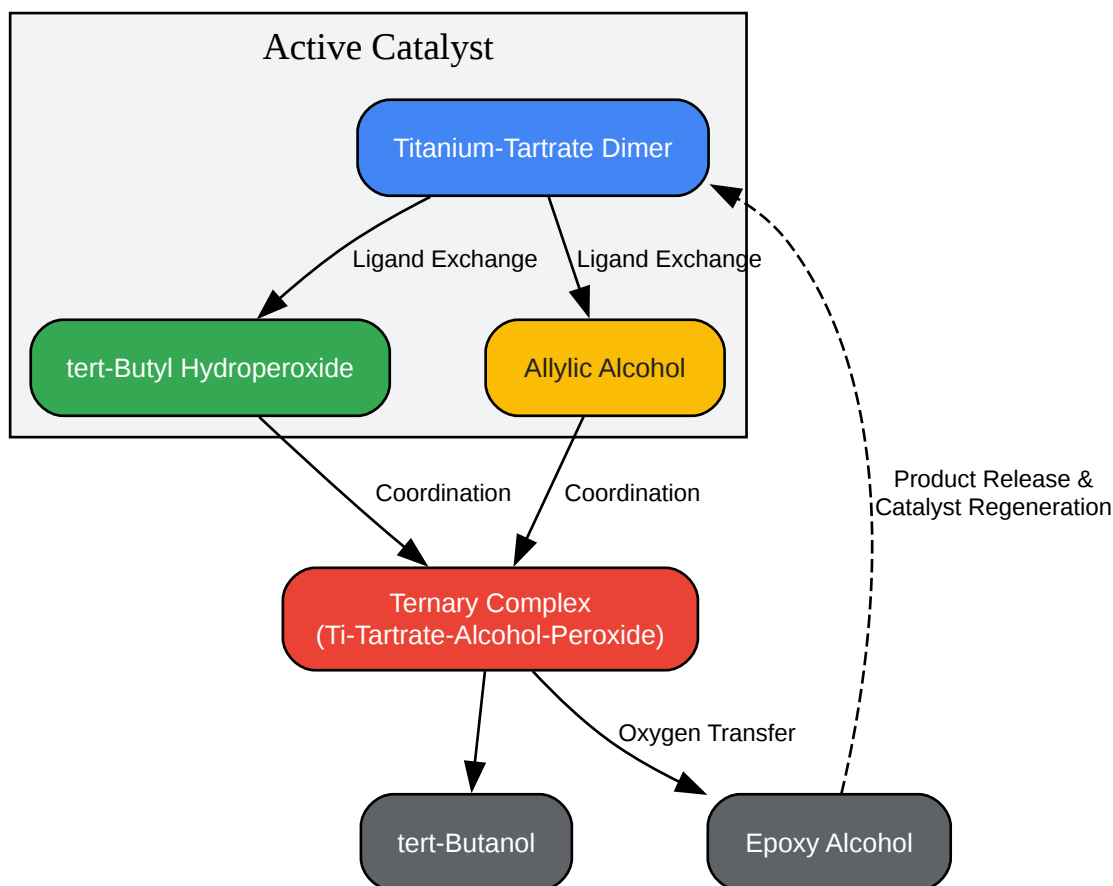 Active Catalyst
Titanium-Tartrate Dimer
Ligand Exchange
Ligand Exchange
tert-Butyl Hydroperoxide
Allylic Alcohol
Coordination
Coordination
Product Release &
Catalyst Regeneration
Ternary Complex
(Ti-Tartrate-Alcohol-Peroxide)
Oxygen Transfer
tert-Butanol
Epoxy Alcohol